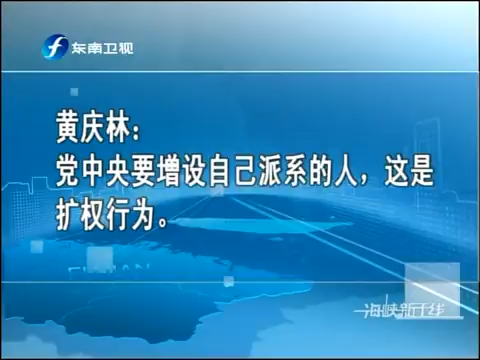 东南卫视
黄庆林：
党中央要增设自己派系的人，这是
扩权行为。
海峡新干线